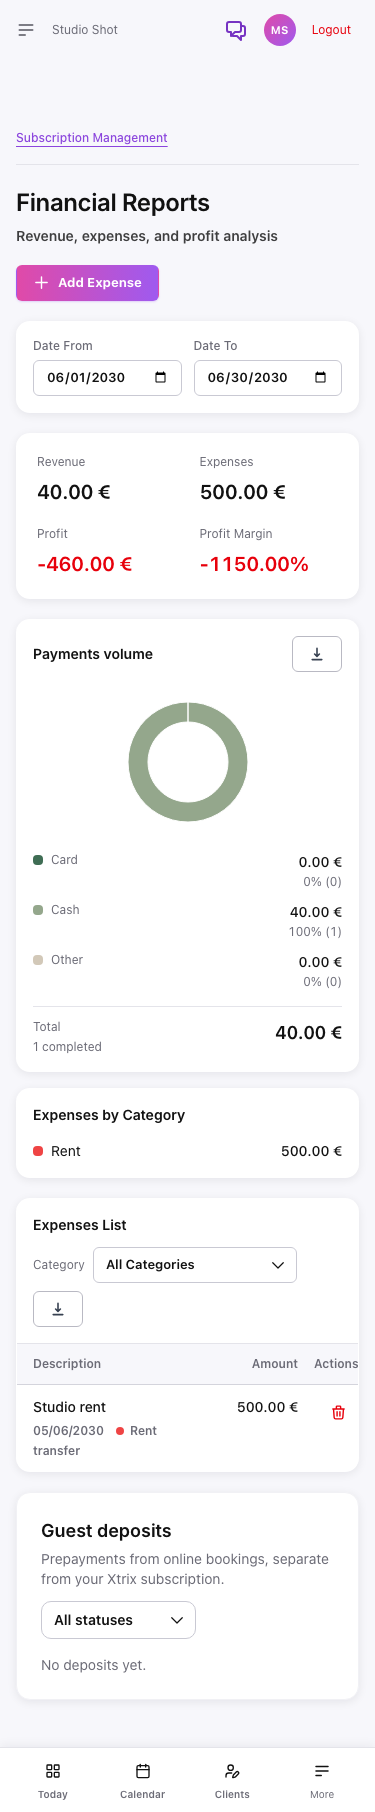 Studio Shot
MS
Logout
Subscription Management
Financial Reports
Revenue, expenses, and profit analysis
Add Expense
Date From
Date To
06/01/2030
06/30/2030
Revenue
Expenses
40.00 €
500.00 €
Profit
Profit Margin
-460.00 €
-1150.00%
Payments volume
Card
0.00 €
0% (0)
Cash
40.00 €
100% (1)
Other
0.00 €
0% (0)
Total
40.00 €
1 completed
Expenses by Category
Rent
500.00 €
Expenses List
Category
All Categories
Description
Amount
Actions
Studio rent
500.00 €
05/06/2030
Rent
transfer
Guest deposits
Prepayments from online bookings, separate
from your Xtrix subscription.
All statuses
No deposits yet.
Today
Calendar
Clients
More